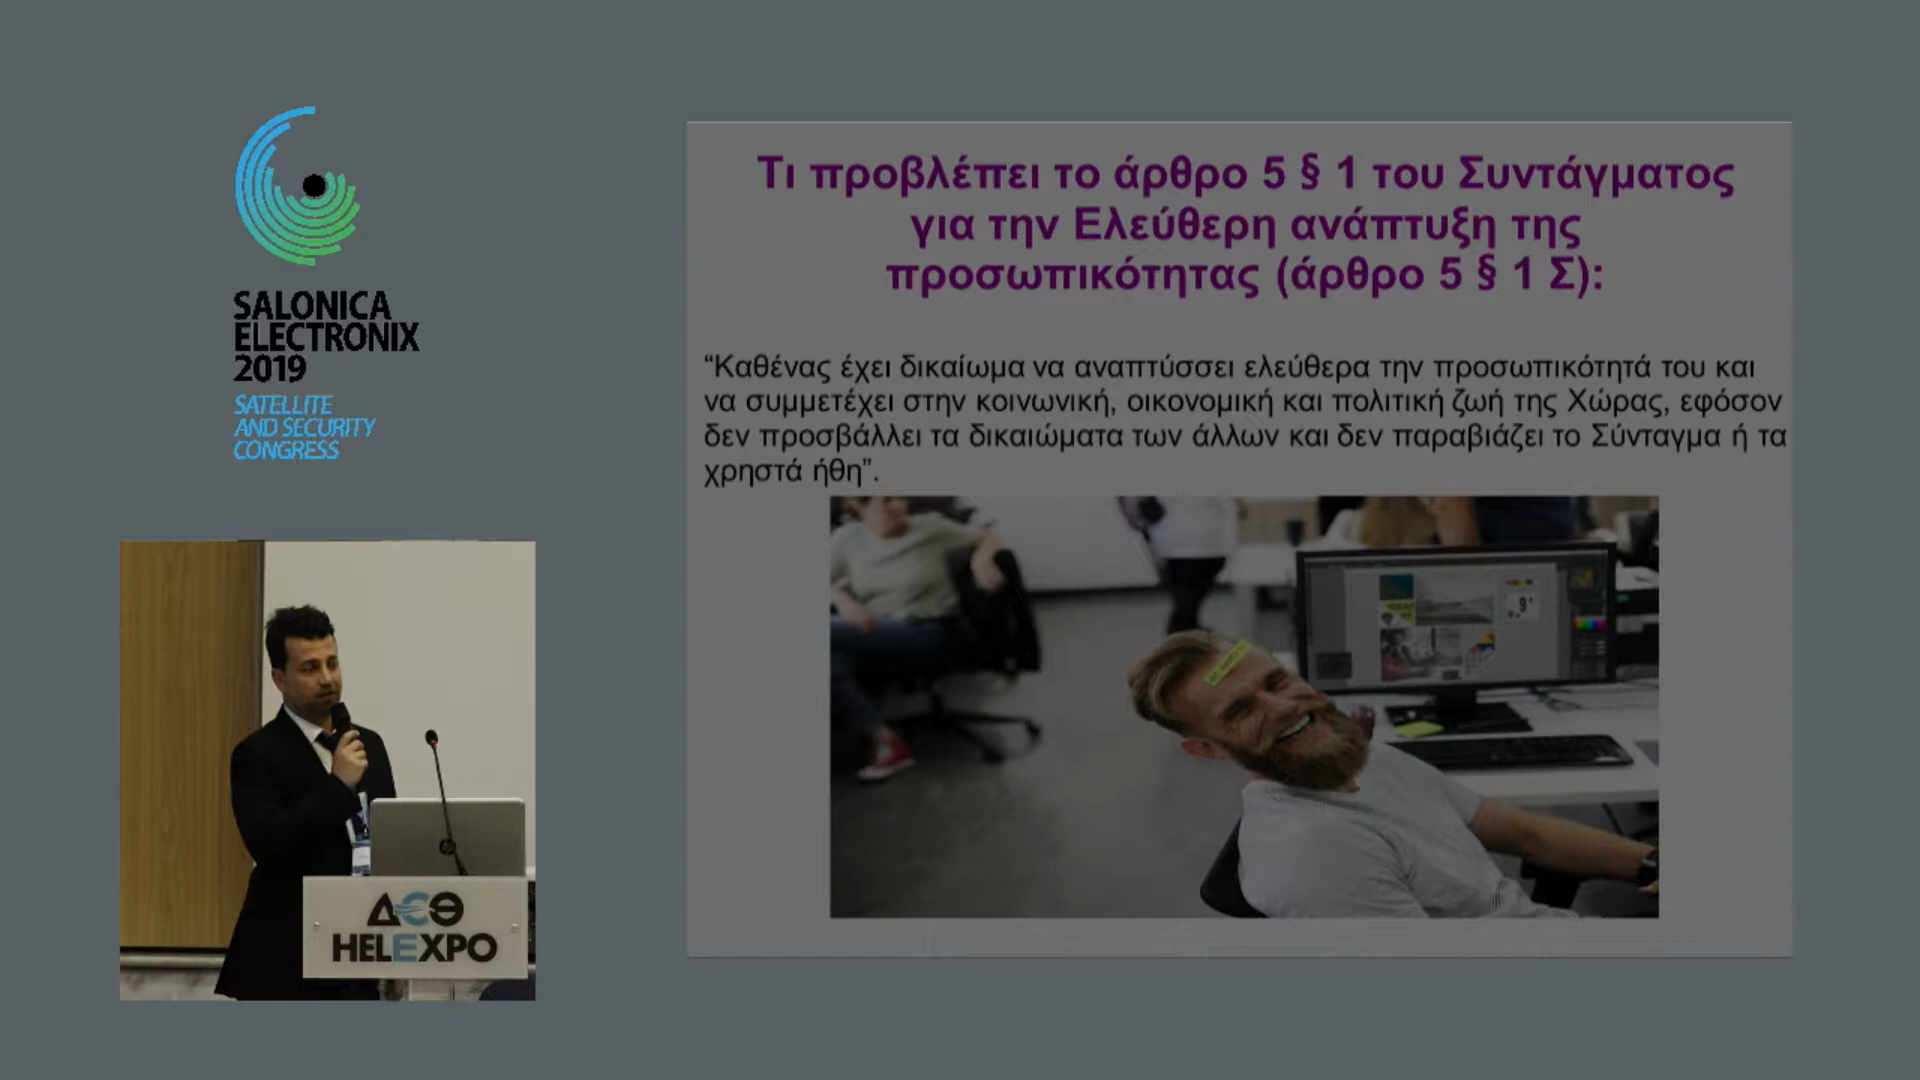 SALONICA
ELECTRONIX
2019
SATELLITE
AND SECURITY
CONGRESS
Τι προβλέπει το άρθρο 5 § 1 του Συντάγματος
για την Ελεύθερη ανάπτυξη της
προσωπικότητας (άρθρο 5 § 1 Σ):
“Καθένας έχει δικαίωμα να αναπτύσσει ελεύθερα την προσωπικότητά του και
να συμμετέχει στην κοινωνική, οικονομική και πολιτική ζωή της Χώρας, εφόσον
δεν προσβάλλει τα δικαιώματα των άλλων και δεν παραβιάζει το Σύνταγμα ή τα
χρηστά ήθη”.
hp
ΔΕΘ
HELEXPO